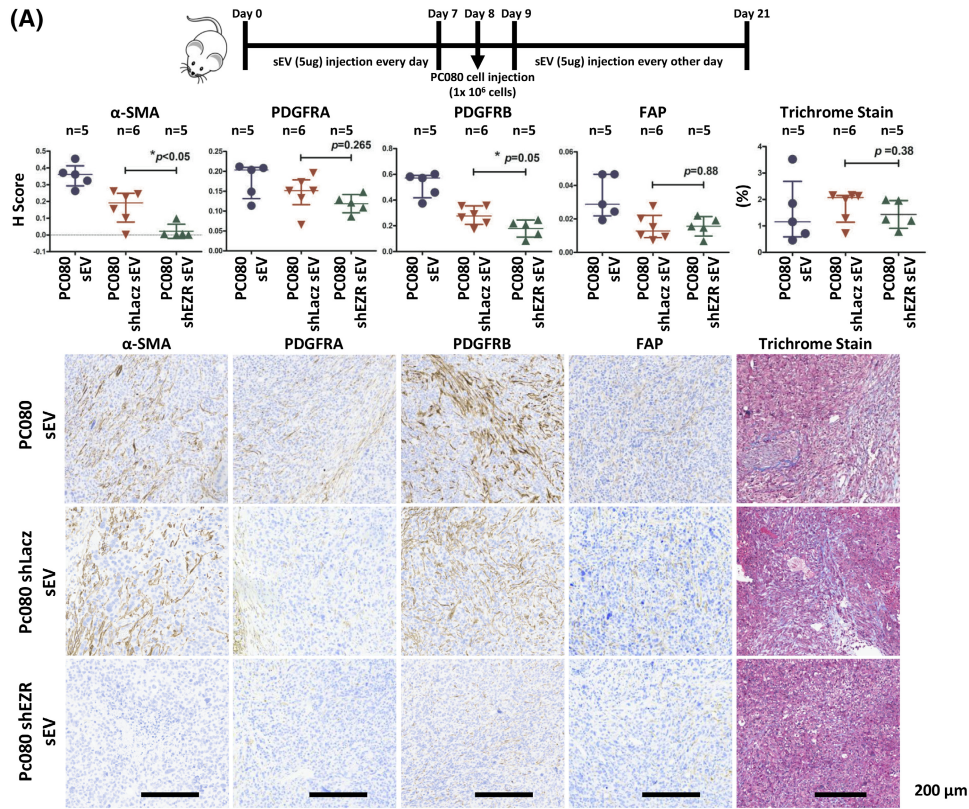 (A)
Day 0
Day 7
Day 8
Day 9
Day 21
sEV (5ug) injection every day
sEV (5ug) injection every other day
PC080 cell injection
(1x 10⁶ cells)
α-SMA
n=5 n=6 n=5
*p<0.05
H Score
0.5
0.4
0.3
0.2
0.1
0.0
-0.1
PC080 sEV
PC080 shLacz sEV
PC080 shEZR sEV
PDGFRA
n=5 n=6 n=5
p=0.265
0.25
0.20
0.15
0.10
0.05
0.00
PC080 sEV
PC080 shLacz sEV
PC080 shEZR sEV
PDGFRB
n=5 n=6 n=5
* p=0.05
0.8
0.6
0.4
0.2
0.0
PC080 sEV
PC080 shLacz sEV
PC080 shEZR sEV
FAP
n=5 n=6 n=5
p=0.88
0.06
0.04
0.02
0.00
PC080 sEV
PC080 shLacz sEV
PC080 shEZR sEV
Trichrome Stain
n=5 n=6 n=5
p =0.38
(%)
4
3
2
1
0
PC080 sEV
PC080 shLacz sEV
PC080 shEZR sEV
α-SMA
PDGFRA
PDGFRB
FAP
Trichrome Stain
PC080
sEV
Pc080 shLacz
sEV
Pc080 shEZR
sEV
200 μm